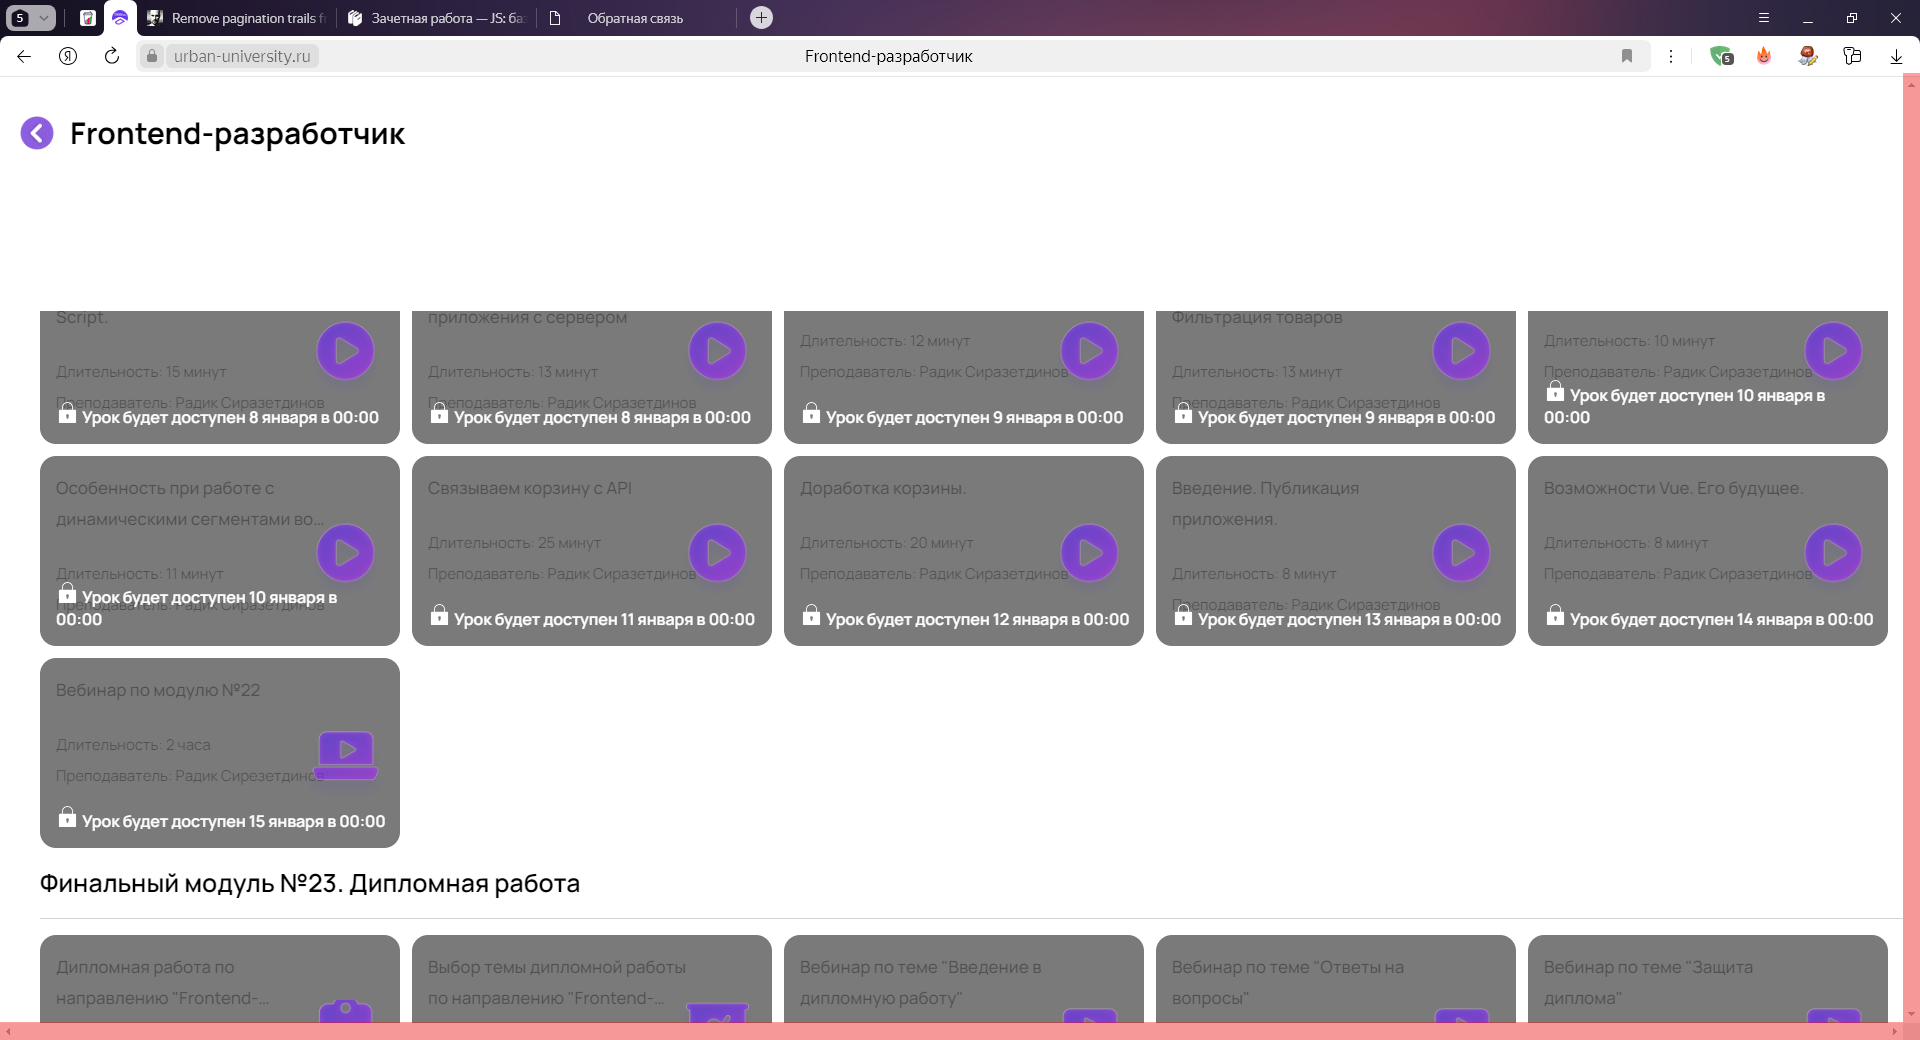 5
Remove pagination trails f
Зачетная работа — JS: ба
Обратная связь
urban-university.ru
Frontend-разработчик
5
Frontend-разработчик
Script.
Длительность: 15 минут
Преподаватель: Радик Сиразетдинов
Урок будет доступен 8 января в 00:00
приложения с сервером
Длительность: 13 минут
Преподаватель: Радик Сиразетдинов
Урок будет доступен 8 января в 00:00
Длительность: 12 минут
Преподаватель: Радик Сиразетдинов
Урок будет доступен 9 января в 00:00
Фильтрация товаров
Длительность: 13 минут
Преподаватель: Радик Сиразетдинов
Урок будет доступен 9 января в 00:00
Длительность: 10 минут
Преподаватель: Радик Сиразетдинов
Урок будет доступен 10 января в
00:00
Особенность при работе с
динамическими сегментами во...
Длительность: 11 минут
Преподаватель: Радик Сиразетдинов
Урок будет доступен 10 января в
00:00
Связываем корзину с API
Длительность: 25 минут
Преподаватель: Радик Сиразетдинов
Урок будет доступен 11 января в 00:00
Доработка корзины.
Длительность: 20 минут
Преподаватель: Радик Сиразетдинов
Урок будет доступен 12 января в 00:00
Введение. Публикация
приложения.
Длительность: 8 минут
Преподаватель: Радик Сиразетдинов
Урок будет доступен 13 января в 00:00
Возможности Vue. Его будущее.
Длительность: 8 минут
Преподаватель: Радик Сиразетдинов
Урок будет доступен 14 января в 00:00
Вебинар по модулю №22
Длительность: 2 часа
Преподаватель: Радик Сирезетдинов
Урок будет доступен 15 января в 00:00
Финальный модуль №23. Дипломная работа
Дипломная работа по
направлению "Frontend-...
Выбор темы дипломной работы
по направлению "Frontend-...
Вебинар по теме "Введение в
дипломную работу"
Вебинар по теме "Ответы на
вопросы"
Вебинар по теме "Защита
диплома"